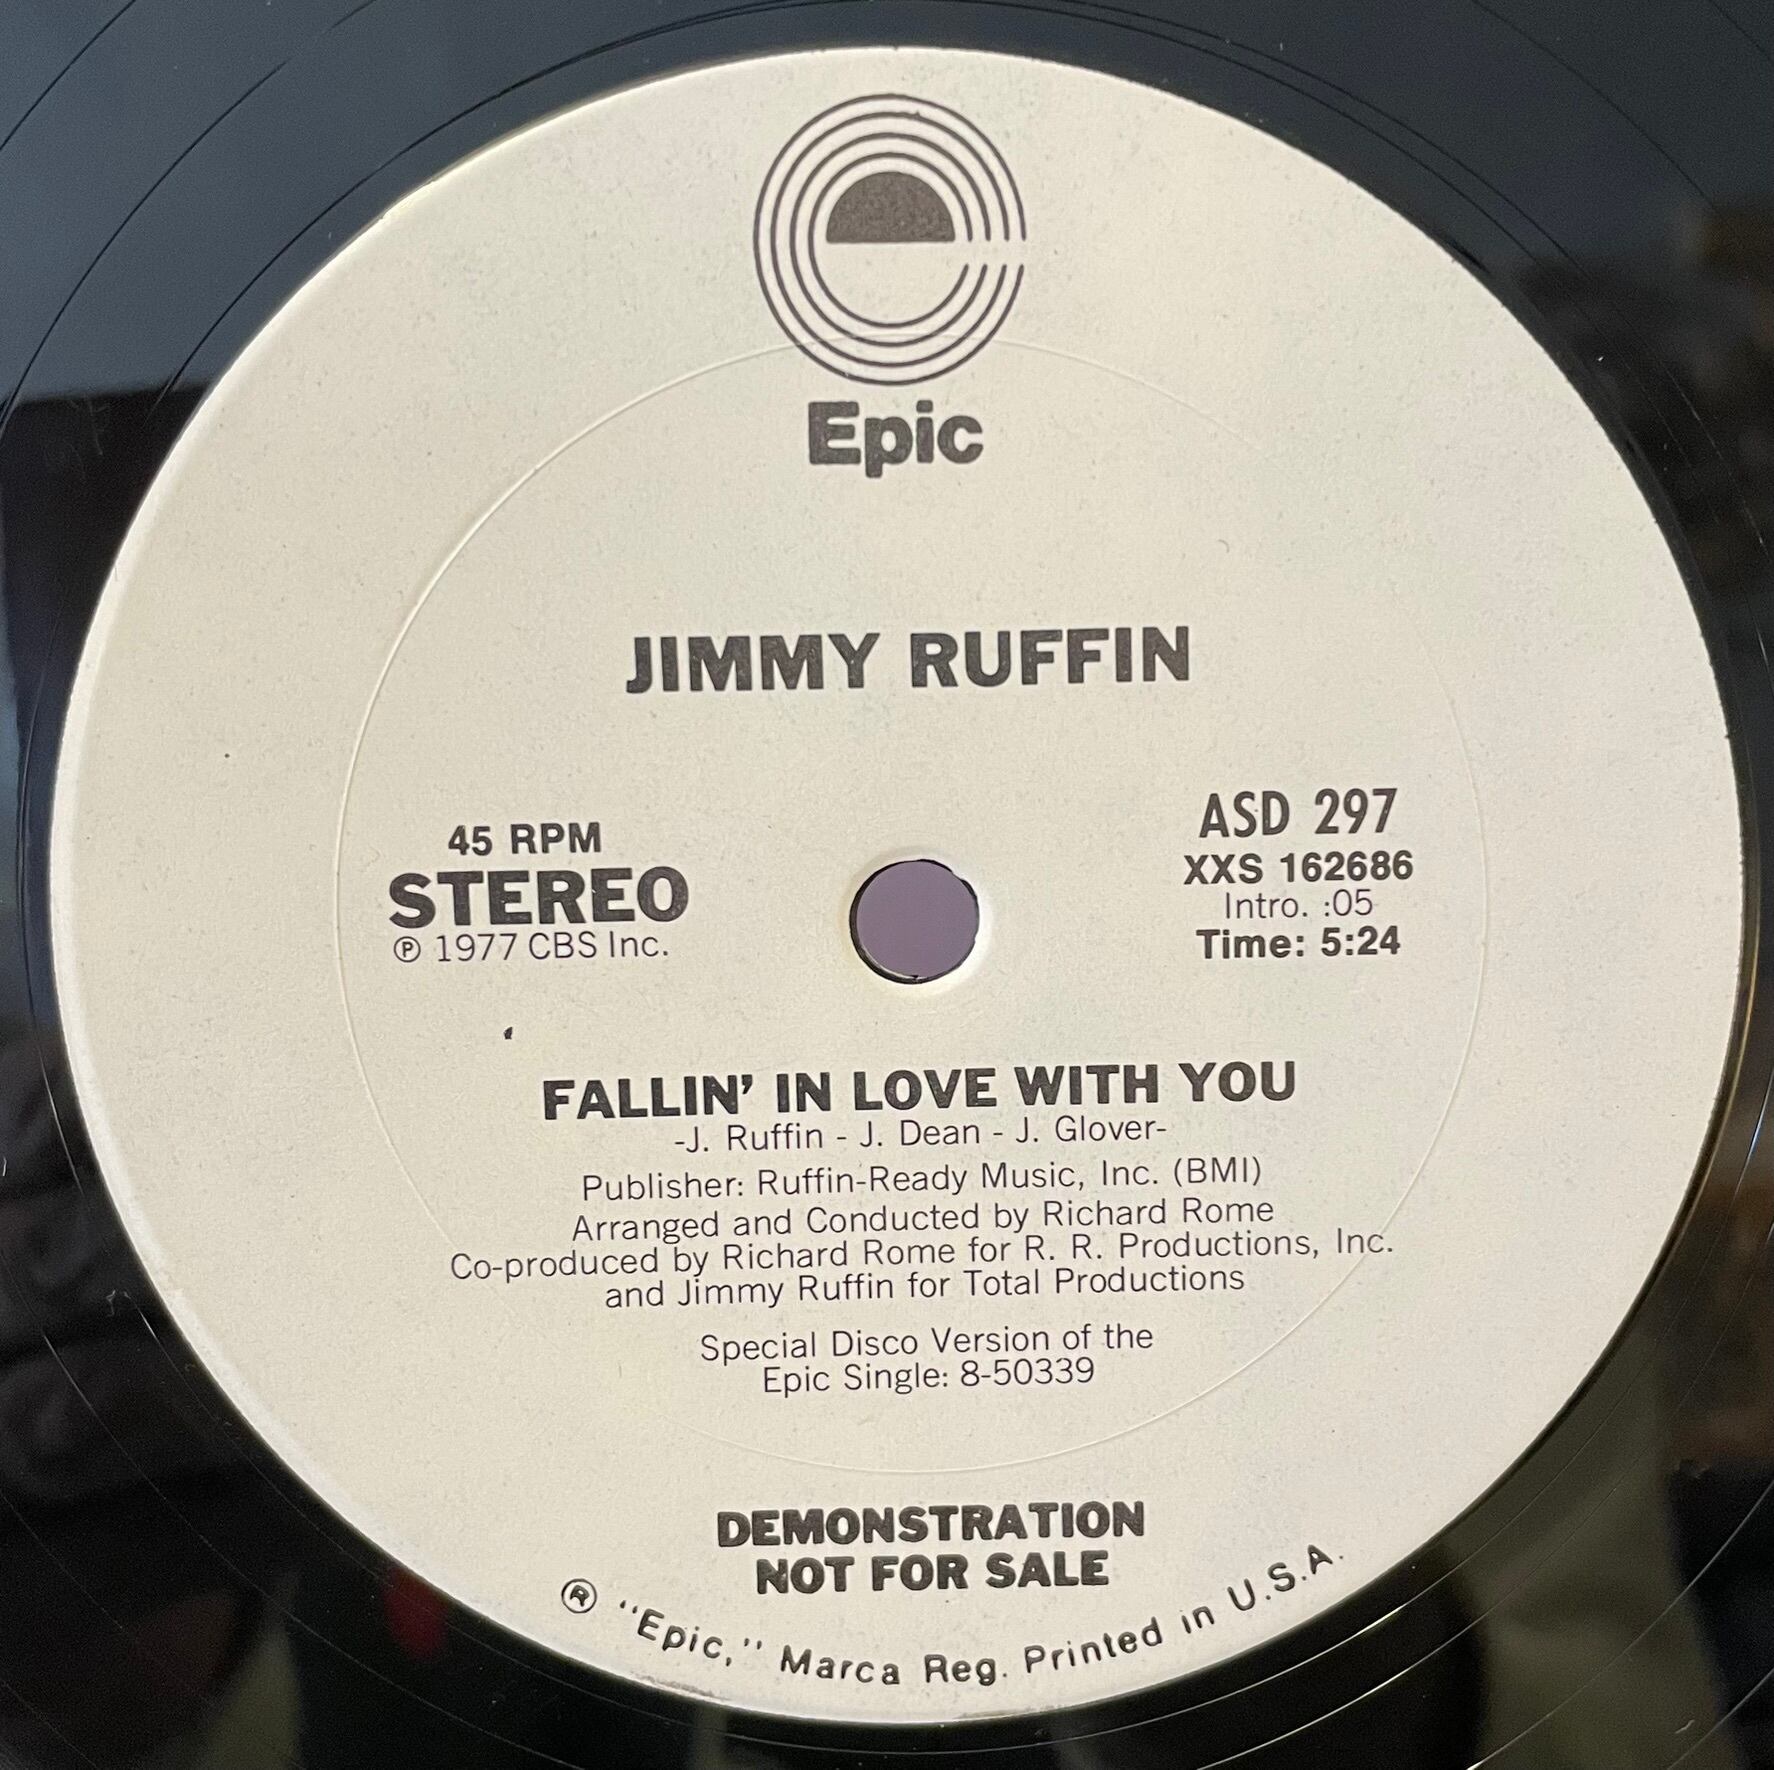 Epic
JIMMY RUFFIN
45 RPM
STEREO
℗ 1977 CBS Inc.
ASD 297
XXS 162686
Intro. :05
Time: 5:24
FALLIN' IN LOVE WITH YOU
-J. Ruffin - J. Dean - J. Glover-
Publisher: Ruffin-Ready Music, Inc. (BMI)
Arranged and Conducted by Richard Rome
Co-produced by Richard Rome for R. R. Productions, Inc.
and Jimmy Ruffin for Total Productions
Special Disco Version of the
Epic Single: 8-50339
DEMONSTRATION
NOT FOR SALE
® "Epic," Marca Reg. Printed in U.S.A.